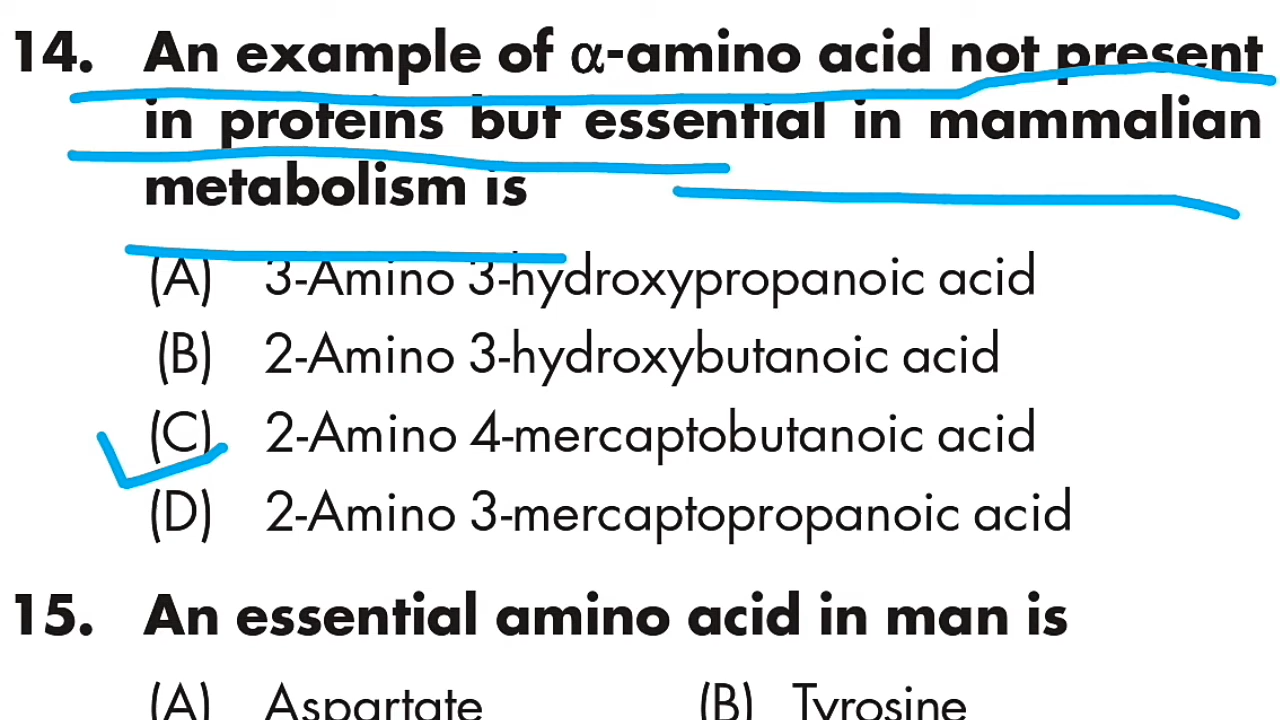 14. An example of α-amino acid not present
in proteins but essential in mammalian
metabolism is
(A) 3-Amino 3-hydroxypropanoic acid
(B) 2-Amino 3-hydroxybutanoic acid
(C) 2-Amino 4-mercaptobutanoic acid
(D) 2-Amino 3-mercaptopropanoic acid
15. An essential amino acid in man is
(A) Aspartate (B) Tyrosine